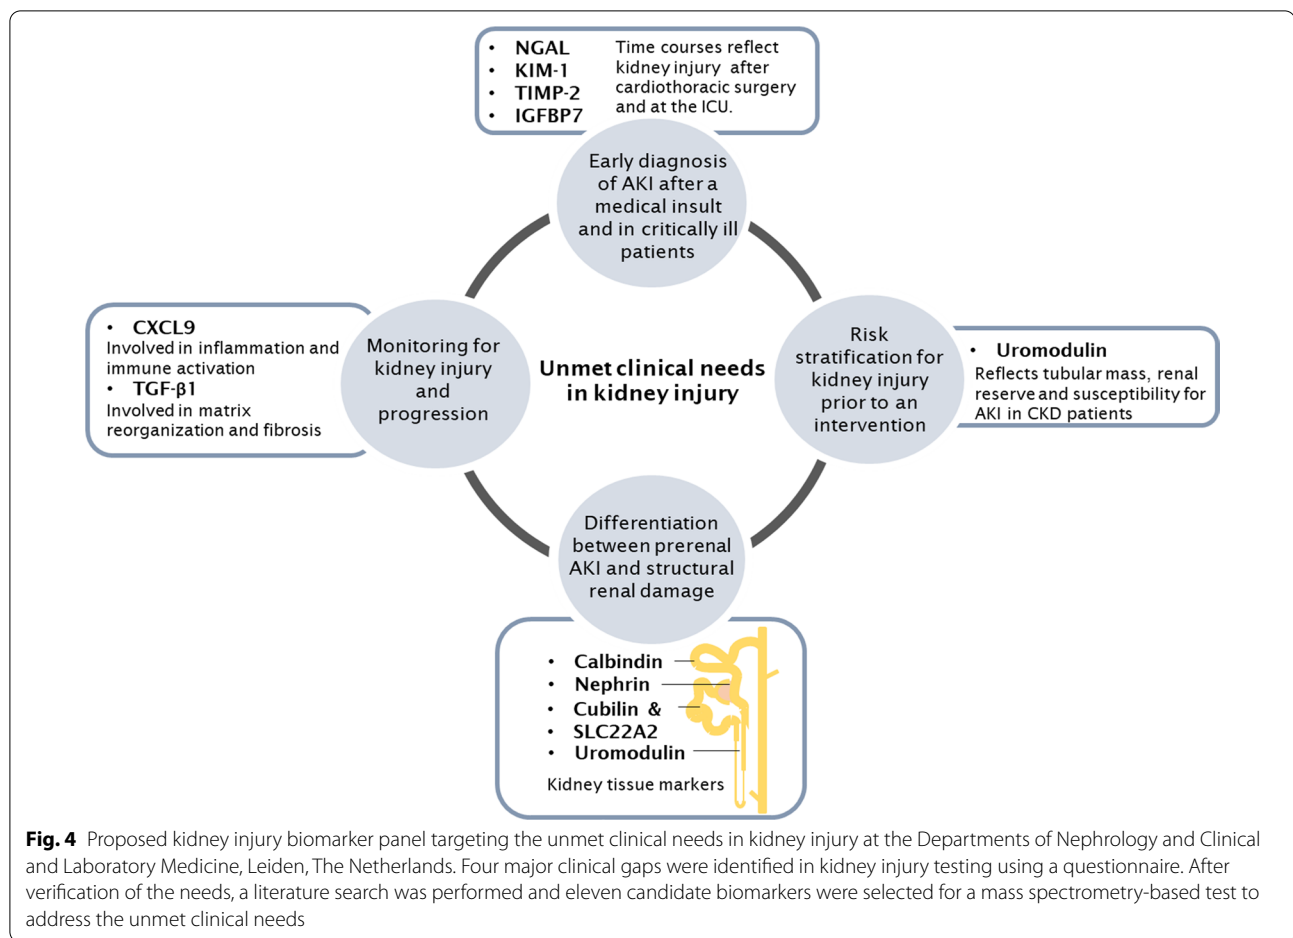 • NGAL
• KIM-1
• TIMP-2
• IGFBP7
Time courses reflect
kidney injury after
cardiothoracic surgery
and at the ICU.
Early diagnosis
of AKI after a
medical insult
and in critically ill
patients
• CXCL9
Involved in inflammation and
immune activation
• TGF-β1
Involved in matrix
reorganization and fibrosis
Monitoring for
kidney injury
and
progression
Unmet clinical needs
in kidney injury
Risk
stratification for
kidney injury
prior to an
intervention
• Uromodulin
Reflects tubular mass, renal
reserve and susceptibility for
AKI in CKD patients
Differentiation
between prerenal
AKI and structural
renal damage
• Calbindin
• Nephrin
• Cubilin &
• SLC22A2
• Uromodulin
Kidney tissue markers
Fig. 4 Proposed kidney injury biomarker panel targeting the unmet clinical needs in kidney injury at the Departments of Nephrology and Clinical
and Laboratory Medicine, Leiden, The Netherlands. Four major clinical gaps were identified in kidney injury testing using a questionnaire. After
verification of the needs, a literature search was performed and eleven candidate biomarkers were selected for a mass spectrometry-based test to
address the unmet clinical needs